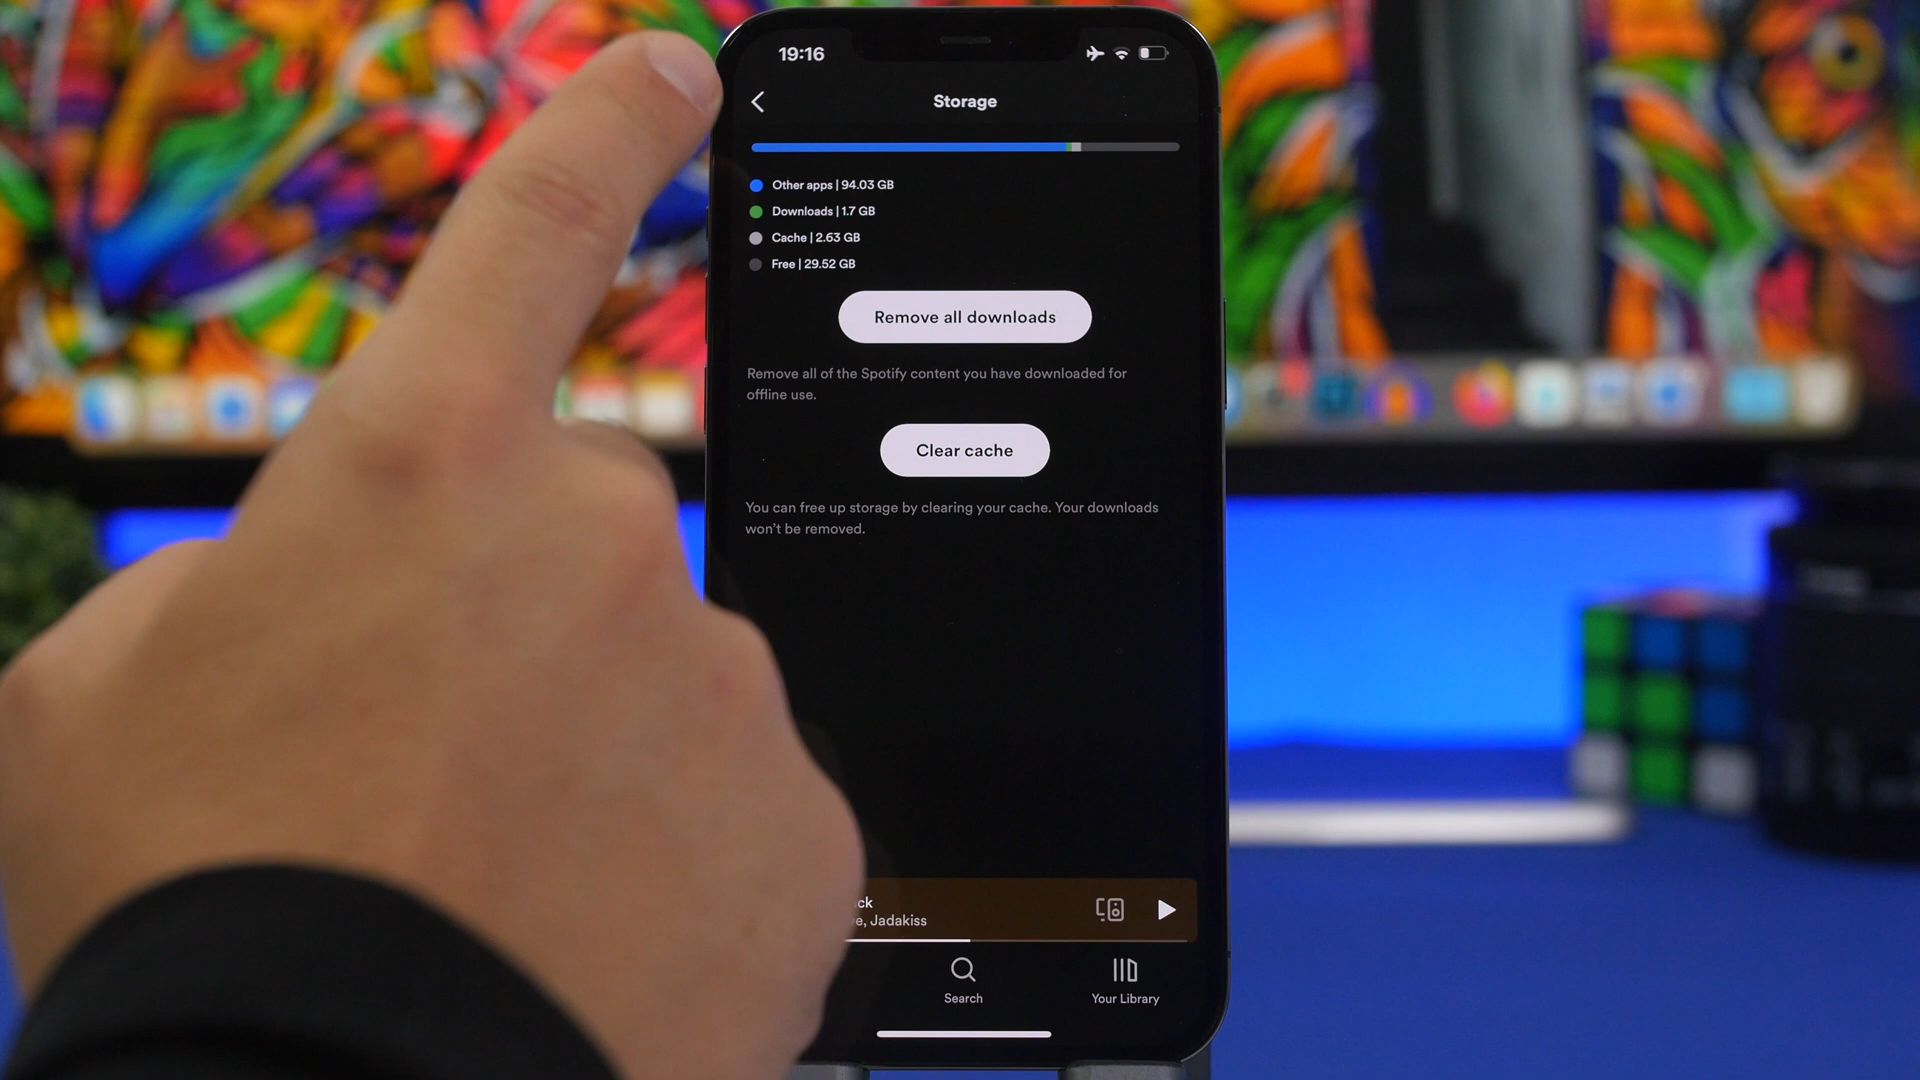 19:16
Storage
Other apps | 94.03 GB
Downloads | 1.7 GB
Cache | 2.63 GB
Free | 29.52 GB
Remove all downloads
Remove all of the Spotify content you have downloaded for
offline use.
Clear cache
You can free up storage by clearing your cache. Your downloads
won't be removed.
ck
e, Jadakiss
Search
Your Library